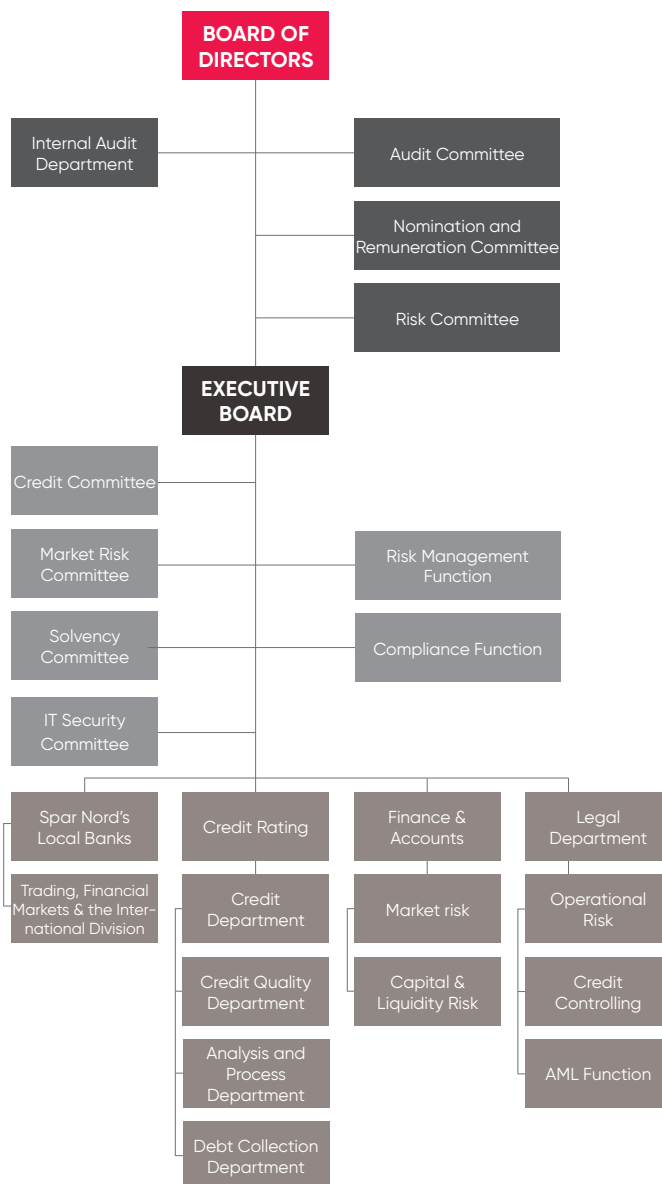 BOARD OF
DIRECTORS
Internal Audit
Department
Audit Committee
Nomination and
Remuneration Committee
Risk Committee
EXECUTIVE
BOARD
Credit Committee
Market Risk
Committee
Risk Management
Function
Solvency
Committee
Compliance Function
IT Security
Committee
Spar Nord's
Local Banks
Credit Rating
Finance &
Accounts
Legal
Department
Trading, Financial
Markets & the Inter-
national Division
Credit
Department
Market risk
Operational
Risk
Credit Quality
Department
Capital &
Liquidity Risk
Credit
Controlling
Analysis and
Process
Department
AML Function
Debt Collection
Department